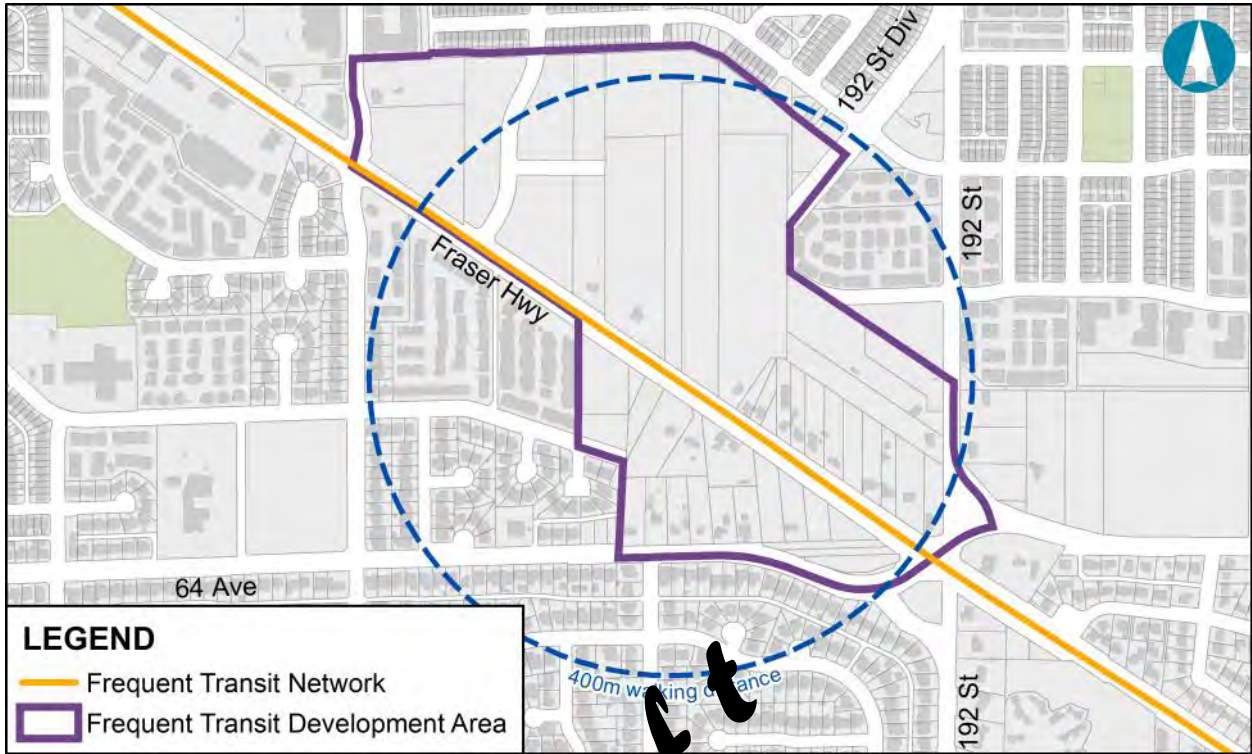 192 St Div
192 St
Fraser Hwy
64 Ave
400m walking distance
t
192 St
LEGEND
Frequent Transit Network
Frequent Transit Development Area